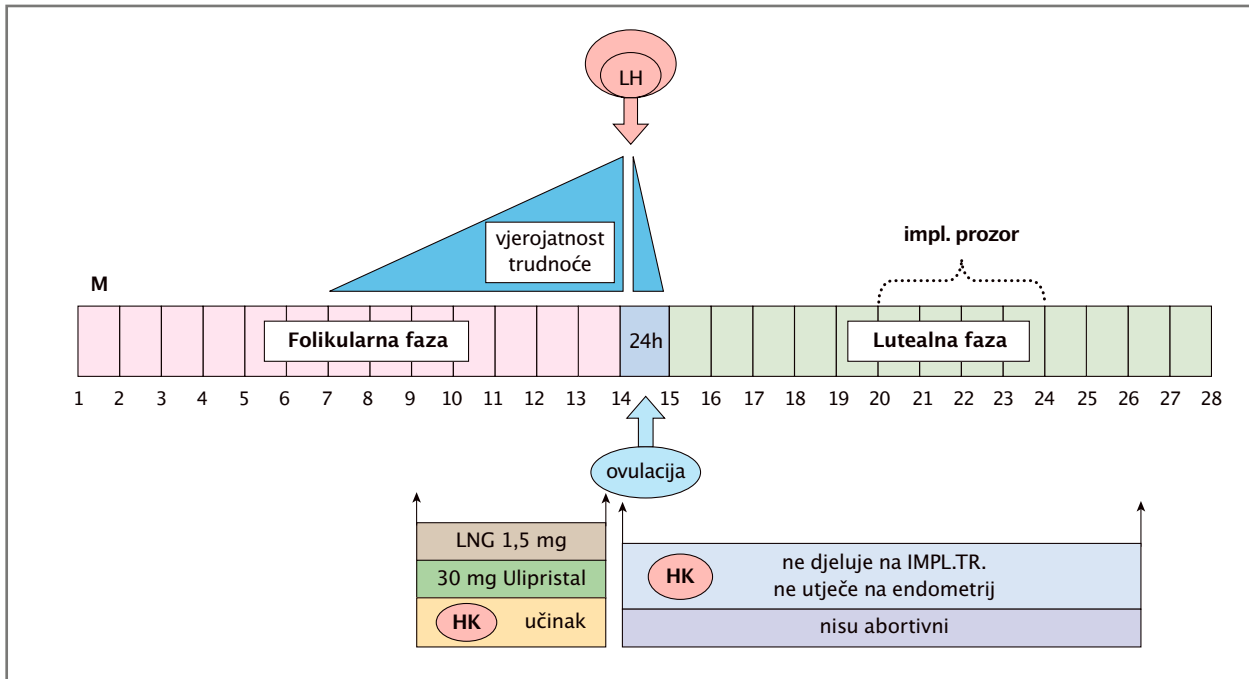 LH
vjerojatnost
trudnoće
impl. prozor
M
Folikularna faza
24h
Lutealna faza
1 2 3 4 5 6 7 8 9 10 11 12 13 14 15 16 17 18 19 20 21 22 23 24 25 26 27 28
ovulacija
LNG 1,5 mg
30 mg Ulipristal
HK učinak
HK
ne djeluje na IMPL.TR.
ne utječe na endometrij
nisu abortivni